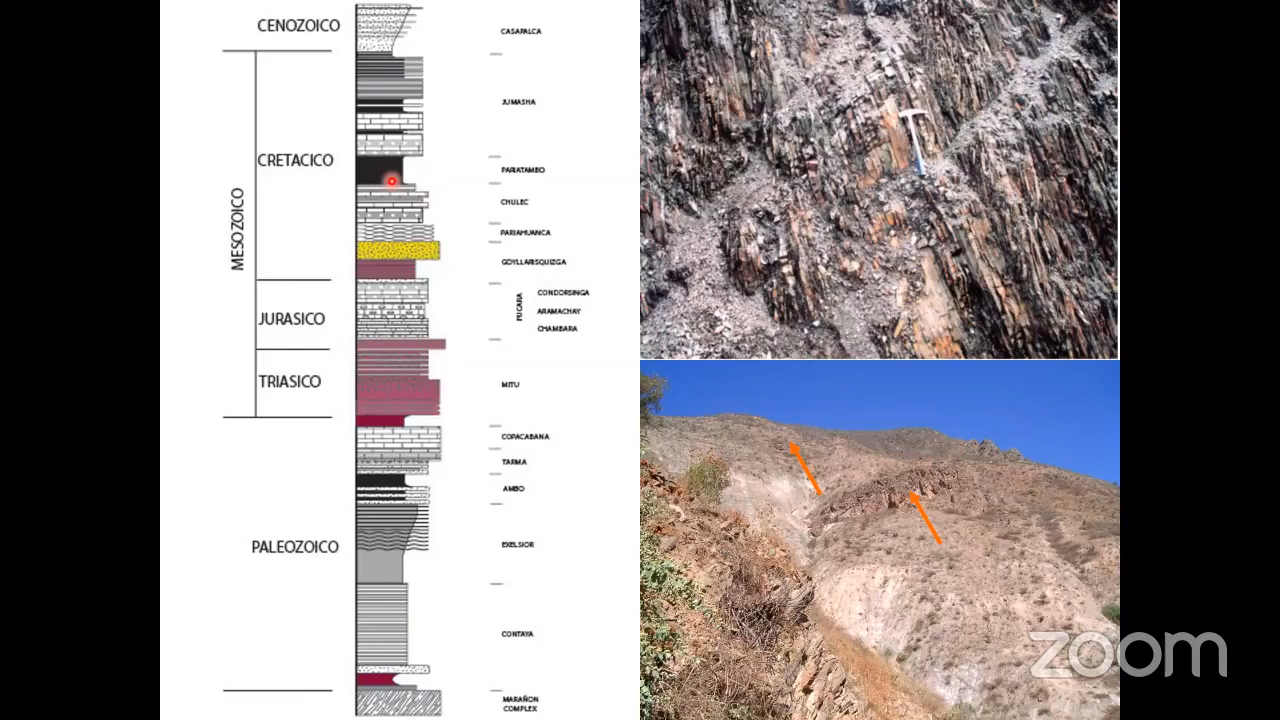 CENOZOICO
CASAPALCA
JUMASHA
CRETACICO
PARIATAMBO
CHULEC
MESOZOICO
PARIAHUANCA
GOYLLARISQUIZGA
PUCARA
CONDORSINGA
ARAMACHAY
CHAMBARA
JURASICO
TRIASICO
MITU
COPACABANA
TARMA
AMBO
PALEOZOICO
EXELSIOR
CONTAYA
MARAÑON
COMPLEX
zoom